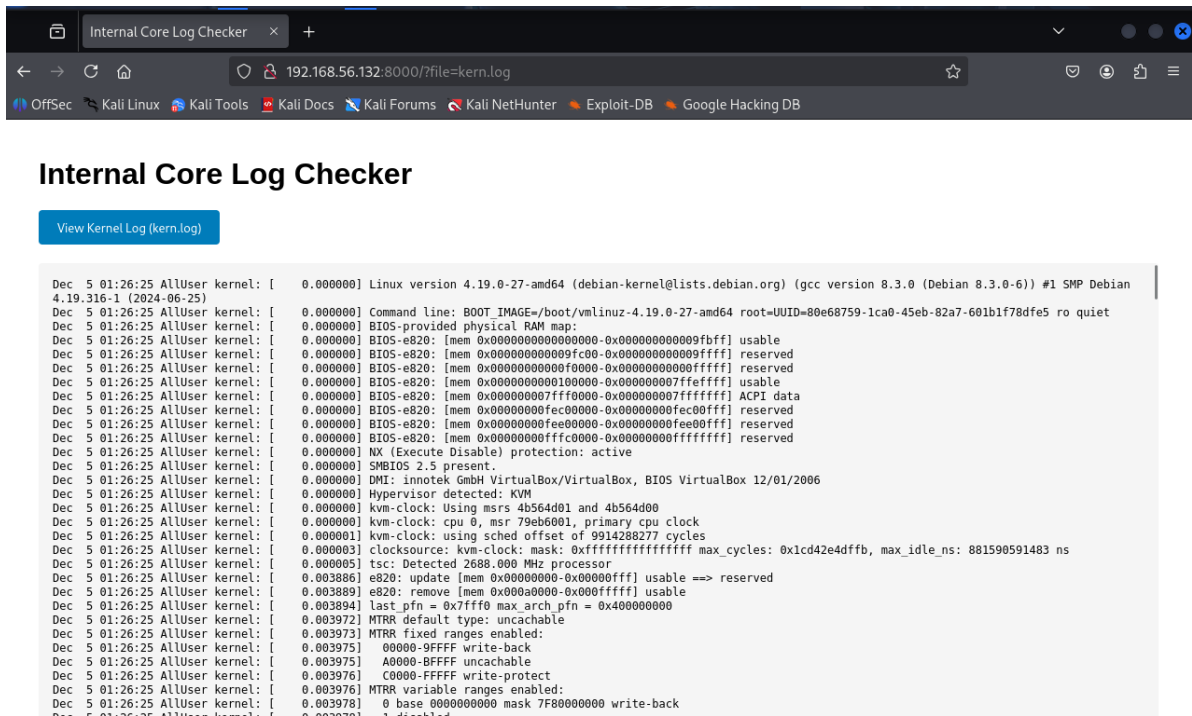 Internal Core Log Checker
192.168.56.132:8000/?file=kern.log
OffSec Kali Linux Kali Tools Kali Docs Kali Forums Kali NetHunter Exploit-DB Google Hacking DB
Internal Core Log Checker
View Kernel Log (kern.log)
Dec  5 01:26:25 AllUser kernel: [    0.000000] Linux version 4.19.0-27-amd64 (debian-kernel@lists.debian.org) (gcc version 8.3.0 (Debian 8.3.0-6)) #1 SMP Debian
4.19.316-1 (2024-06-25)
Dec  5 01:26:25 AllUser kernel: [    0.000000] Command line: BOOT_IMAGE=/boot/vmlinuz-4.19.0-27-amd64 root=UUID=80e68759-1ca0-45eb-82a7-601b1f78dfe5 ro quiet
Dec  5 01:26:25 AllUser kernel: [    0.000000] BIOS-provided physical RAM map:
Dec  5 01:26:25 AllUser kernel: [    0.000000] BIOS-e820: [mem 0x0000000000000000-0x000000000009fbff] usable
Dec  5 01:26:25 AllUser kernel: [    0.000000] BIOS-e820: [mem 0x000000000009fc00-0x000000000009ffff] reserved
Dec  5 01:26:25 AllUser kernel: [    0.000000] BIOS-e820: [mem 0x00000000000f0000-0x00000000000fffff] reserved
Dec  5 01:26:25 AllUser kernel: [    0.000000] BIOS-e820: [mem 0x0000000000100000-0x000000007ffeffff] usable
Dec  5 01:26:25 AllUser kernel: [    0.000000] BIOS-e820: [mem 0x000000007fff0000-0x000000007fffffff] ACPI data
Dec  5 01:26:25 AllUser kernel: [    0.000000] BIOS-e820: [mem 0x00000000fec00000-0x00000000fec00fff] reserved
Dec  5 01:26:25 AllUser kernel: [    0.000000] BIOS-e820: [mem 0x00000000fee00000-0x00000000fee00fff] reserved
Dec  5 01:26:25 AllUser kernel: [    0.000000] BIOS-e820: [mem 0x00000000fffc0000-0x00000000ffffffff] reserved
Dec  5 01:26:25 AllUser kernel: [    0.000000] NX (Execute Disable) protection: active
Dec  5 01:26:25 AllUser kernel: [    0.000000] SMBIOS 2.5 present.
Dec  5 01:26:25 AllUser kernel: [    0.000000] DMI: innotek GmbH VirtualBox/VirtualBox, BIOS VirtualBox 12/01/2006
Dec  5 01:26:25 AllUser kernel: [    0.000000] Hypervisor detected: KVM
Dec  5 01:26:25 AllUser kernel: [    0.000000] kvm-clock: Using msrs 4b564d01 and 4b564d00
Dec  5 01:26:25 AllUser kernel: [    0.000000] kvm-clock: cpu 0, msr 79eb6001, primary cpu clock
Dec  5 01:26:25 AllUser kernel: [    0.000001] kvm-clock: using sched offset of 9914288277 cycles
Dec  5 01:26:25 AllUser kernel: [    0.000003] clocksource: kvm-clock: mask: 0xffffffffffffffff max_cycles: 0x1cd42e4dffb, max_idle_ns: 881590591483 ns
Dec  5 01:26:25 AllUser kernel: [    0.000005] tsc: Detected 2688.000 MHz processor
Dec  5 01:26:25 AllUser kernel: [    0.003886] e820: update [mem 0x00000000-0x00000fff] usable ==> reserved
Dec  5 01:26:25 AllUser kernel: [    0.003889] e820: remove [mem 0x000a0000-0x000fffff] usable
Dec  5 01:26:25 AllUser kernel: [    0.003894] last_pfn = 0x7fff0 max_arch_pfn = 0x400000000
Dec  5 01:26:25 AllUser kernel: [    0.003972] MTRR default type: uncachable
Dec  5 01:26:25 AllUser kernel: [    0.003973] MTRR fixed ranges enabled:
Dec  5 01:26:25 AllUser kernel: [    0.003975]   00000-9FFFF write-back
Dec  5 01:26:25 AllUser kernel: [    0.003975]   A0000-BFFFF uncachable
Dec  5 01:26:25 AllUser kernel: [    0.003976]   C0000-FFFFF write-protect
Dec  5 01:26:25 AllUser kernel: [    0.003976] MTRR variable ranges enabled:
Dec  5 01:26:25 AllUser kernel: [    0.003978]   0 base 0000000000 mask 7F80000000 write-back